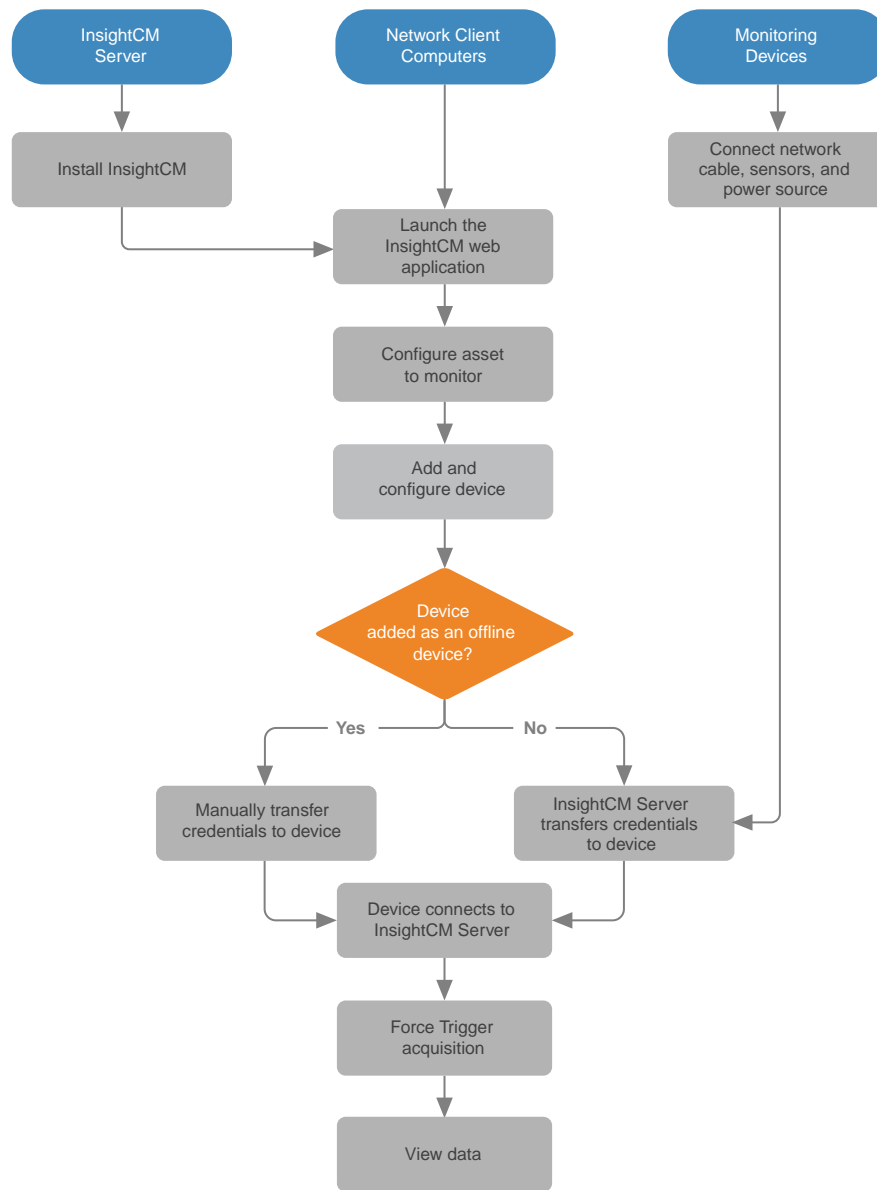 InsightCM
Server
Network Client
Computers
Monitoring
Devices
Install InsightCM
Connect network
cable, sensors, and
power source
Launch the
InsightCM web
application
Configure asset
to monitor
Add and
configure device
Device
added as an offline
device?
Yes
No
Manually transfer
credentials to device
InsightCM Server
transfers credentials
to device
Device connects to
InsightCM Server
Force Trigger
acquisition
View data